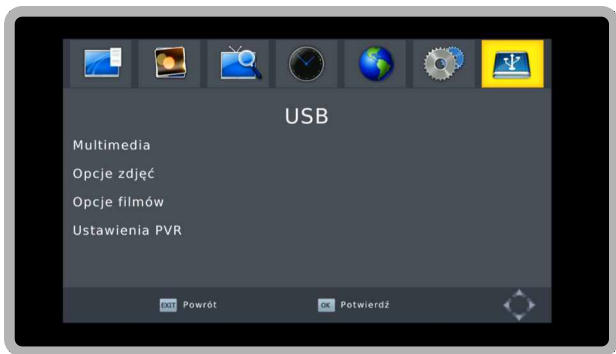 USB
Multimedia
Opcje zdjęć
Opcje filmów
Ustawienia PVR
EXIT Powrót OK Potwierdź